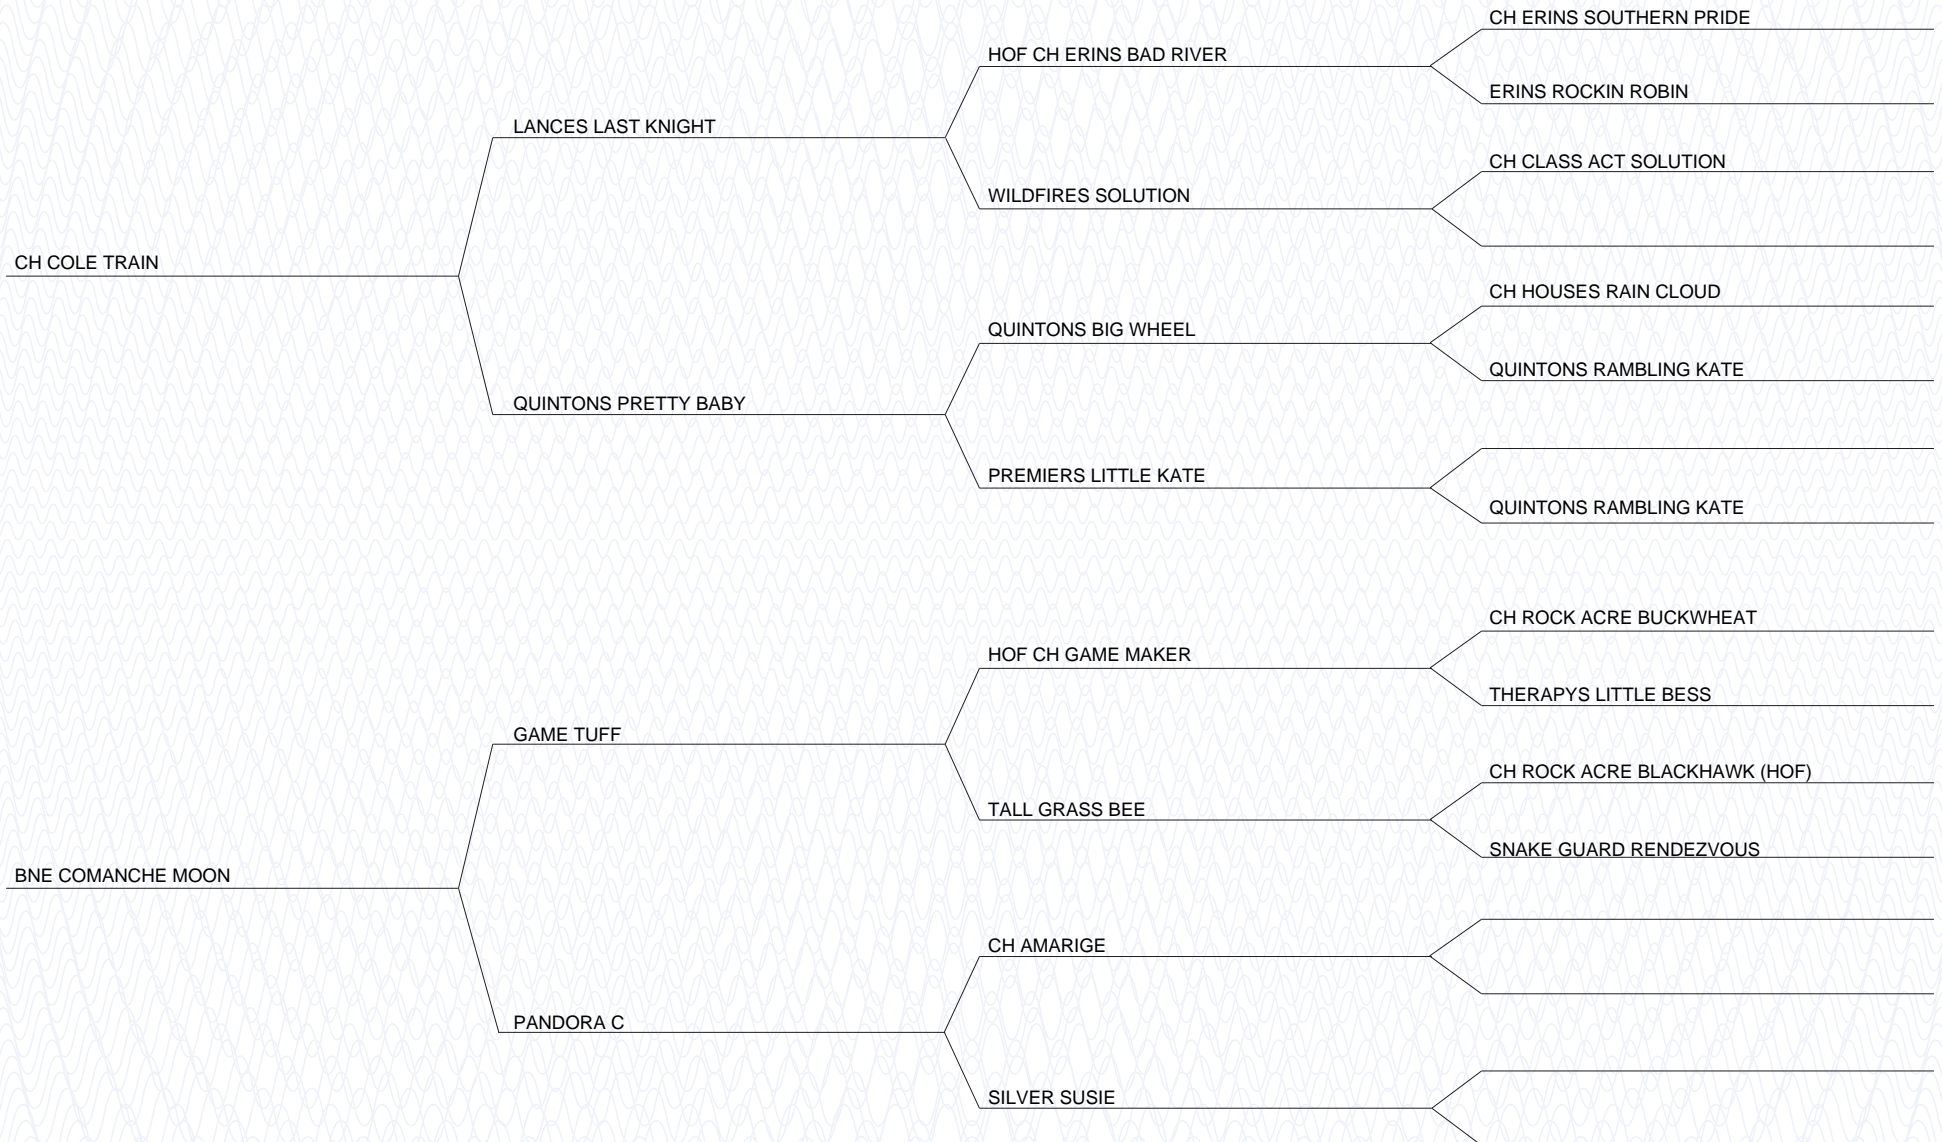 CH ERINS SOUTHERN PRIDE
HOF CH ERINS BAD RIVER
ERINS ROCKIN ROBIN
LANCES LAST KNIGHT
CH CLASS ACT SOLUTION
WILDFIRES SOLUTION
CH COLE TRAIN
CH HOUSES RAIN CLOUD
QUINTONS BIG WHEEL
QUINTONS RAMBLING KATE
QUINTONS PRETTY BABY
PREMIERS LITTLE KATE
QUINTONS RAMBLING KATE
CH ROCK ACRE BUCKWHEAT
HOF CH GAME MAKER
THERAPYS LITTLE BESS
GAME TUFF
CH ROCK ACRE BLACKHAWK (HOF)
TALL GRASS BEE
SNAKE GUARD RENDEZVOUS
BNE COMANCHE MOON
CH AMARIGE
PANDORA C
SILVER SUSIE